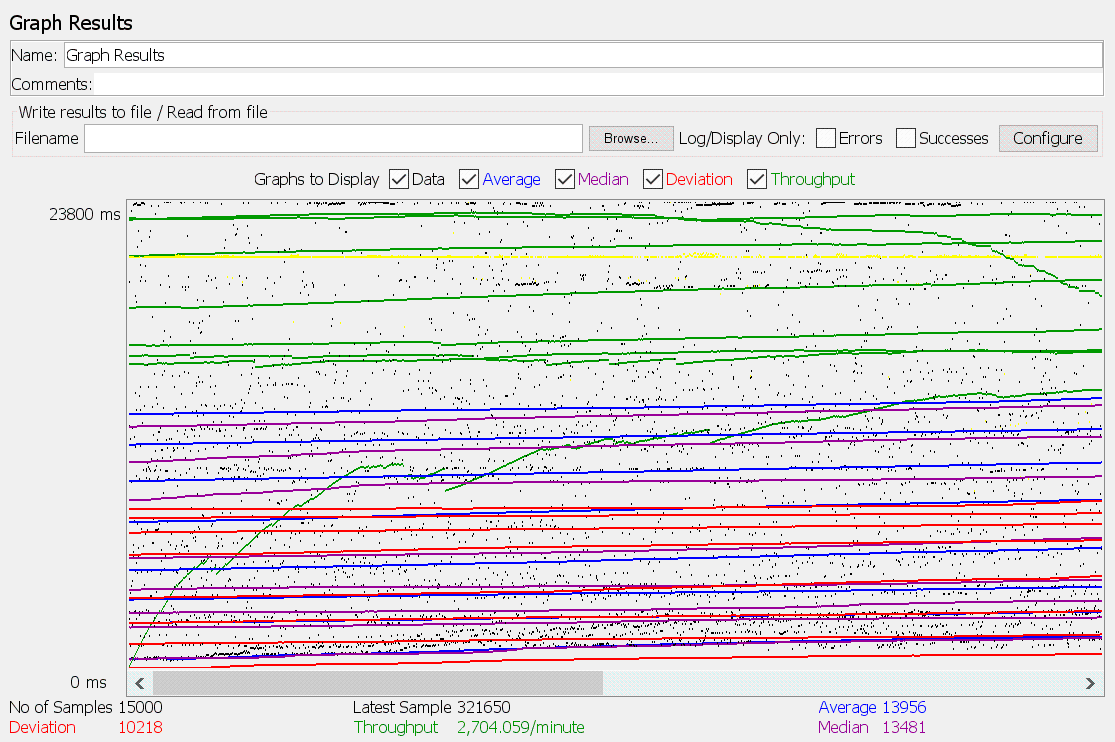 Graph Results
Name: Graph Results
Comments:
Write results to file / Read from file
Filename Browse... Log/Display Only: Errors Successes Configure
Graphs to Display Data Average Median Deviation Throughput
23800 ms
0 ms
No of Samples 15000 Latest Sample 321650 Average 13956
Deviation 10218 Throughput 2,704.059/minute Median 13481